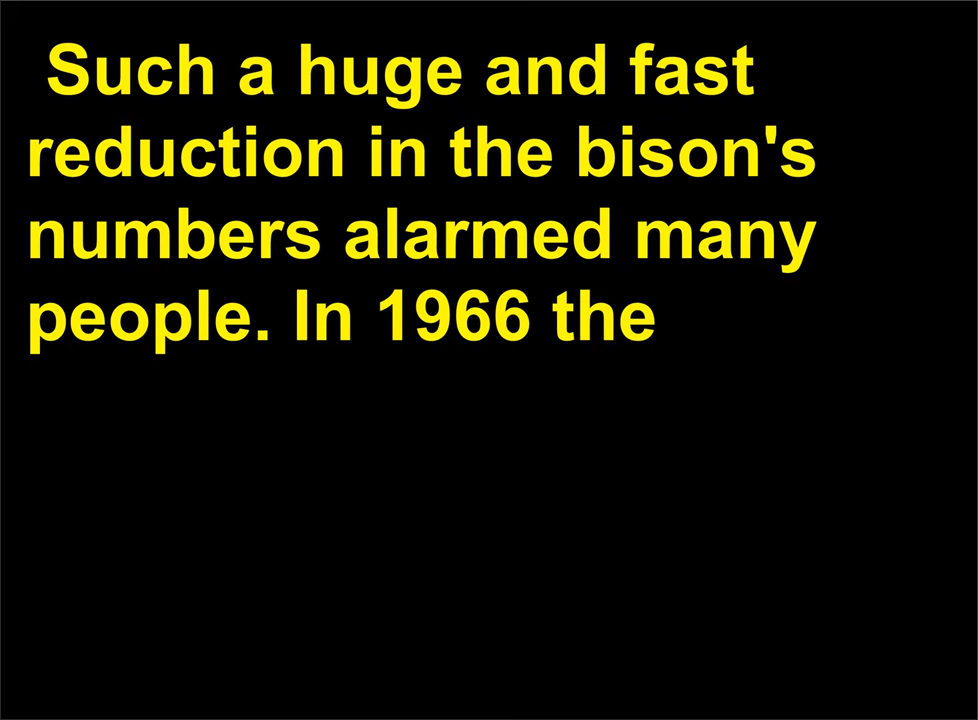 Such a huge and fast
reduction in the bison's
numbers alarmed many
people. In 1966 the